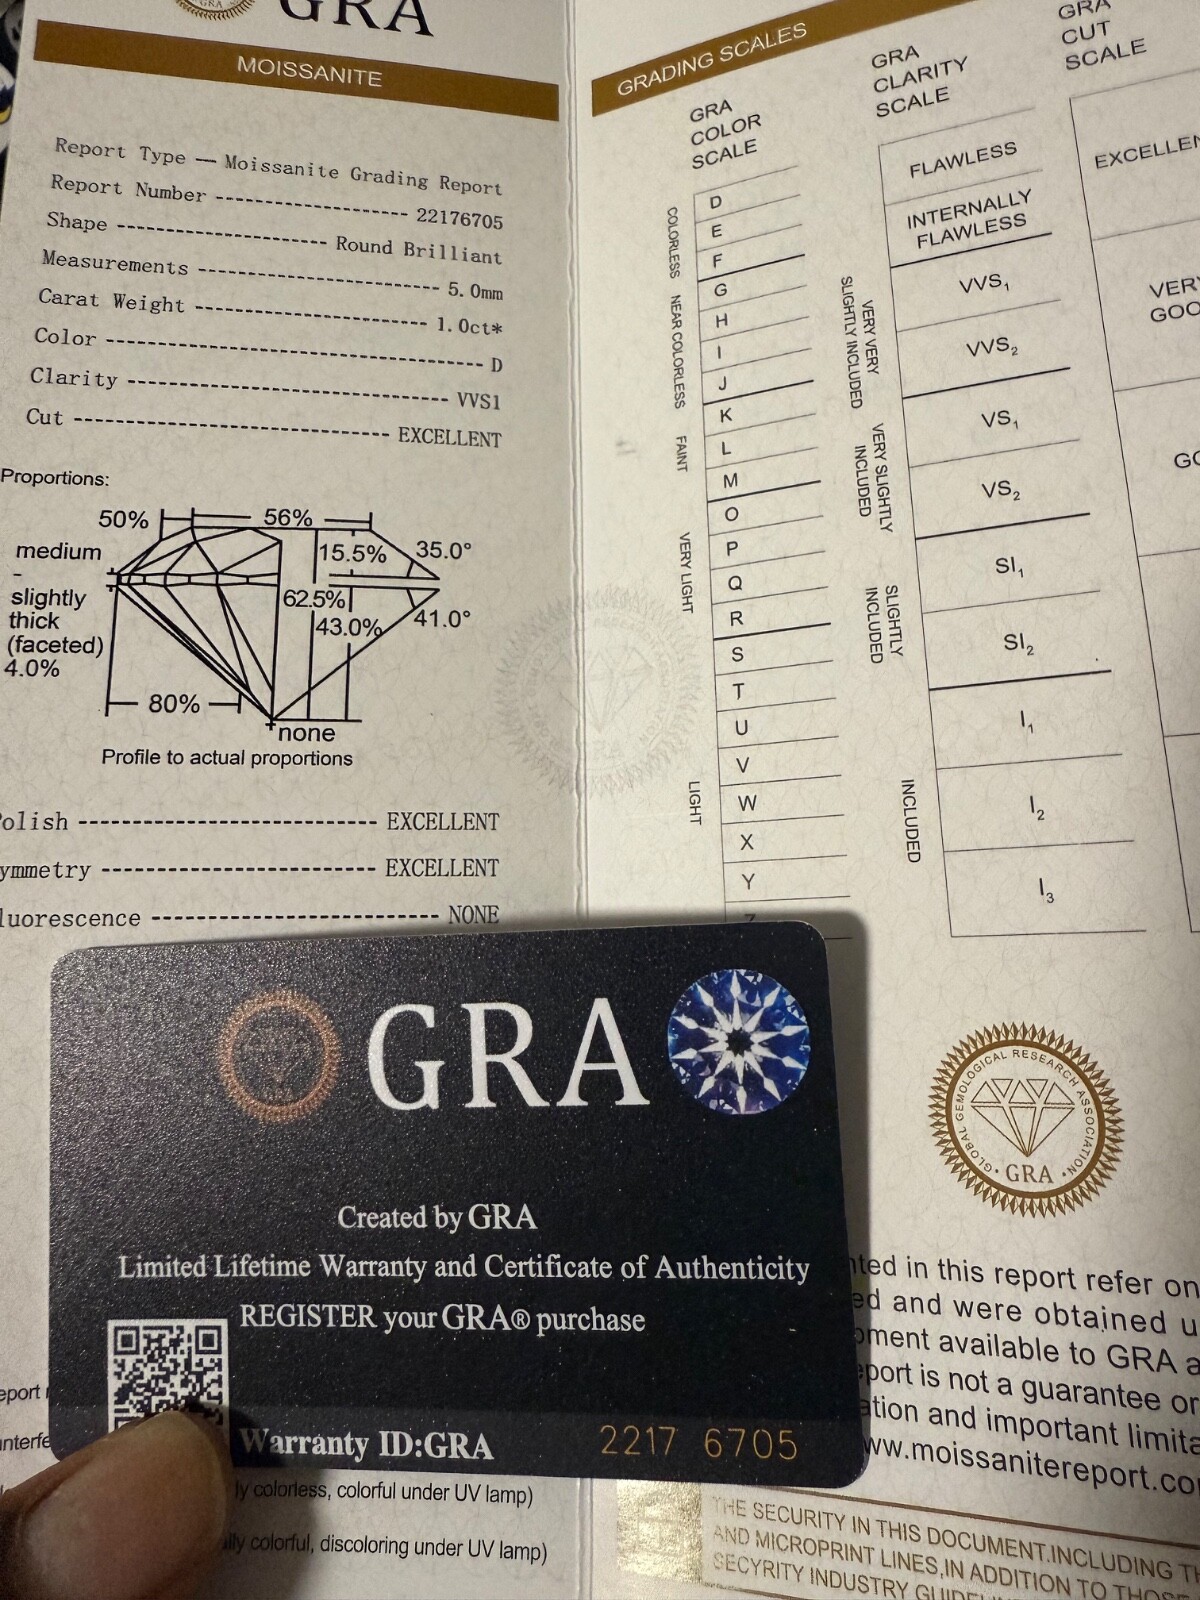 GRA
MOISSANITE
Report Type — Moissanite Grading Report
Report Number ------------------- 22176705
Shape --------------------- Round Brilliant
Measurements ------------------------ 5.0mm
Carat Weight ----------------------- 1.0ct*
Color -------------------------------------- D
Clarity -------------------------------- VVS1
Cut -------------------------------- EXCELLENT
Proportions:
50%
56%
medium
-
slightly
thick
(faceted)
4.0%
15.5%
35.0°
62.5%
43.0%
41.0°
80%
none
Profile to actual proportions
olish ------------------------------ EXCELLENT
ymmetry --------------------------- EXCELLENT
luorescence ---------------------------- NONE
GRADING SCALES
GRA
COLOR
SCALE
COLORLESS
NEAR COLORLESS
FAINT
VERY LIGHT
LIGHT
D
E
F
G
H
I
J
K
L
M
O
P
Q
R
S
T
U
V
W
X
Y
Z
GRA
CLARITY
SCALE
FLAWLESS
INTERNALLY
FLAWLESS
VERY VERY
SLIGHTLY INCLUDED
VVS₁
VVS₂
VERY SLIGHTLY
INCLUDED
VS₁
VS₂
SLIGHTLY
INCLUDED
SI₁
SI₂
INCLUDED
I₁
I₂
I₃
GRA
CUT
SCALE
EXCELLEN
VERY
GOO
GO
GLOBAL GEMOLOGICAL RESEARCH ASSOCIATION
GRA
GRA
Created by GRA
Limited Lifetime Warranty and Certificate of Authenticity
REGISTER your GRA® purchase
Warranty ID:GRA 2217 6705
nted in this report refer on
ed and were obtained u
pment available to GRA a
eport is not a guarantee or
ation and important limita
ww.moissanitereport.co
eport
nterfe
ly colorless, colorful under UV lamp)
ally colorful, discoloring under UV lamp)
THE SECURITY IN THIS DOCUMENT.INCLUDING TH
AND MICROPRINT LINES,IN ADDITION TO THOS
SECYRITY INDUSTRY GUIDEL